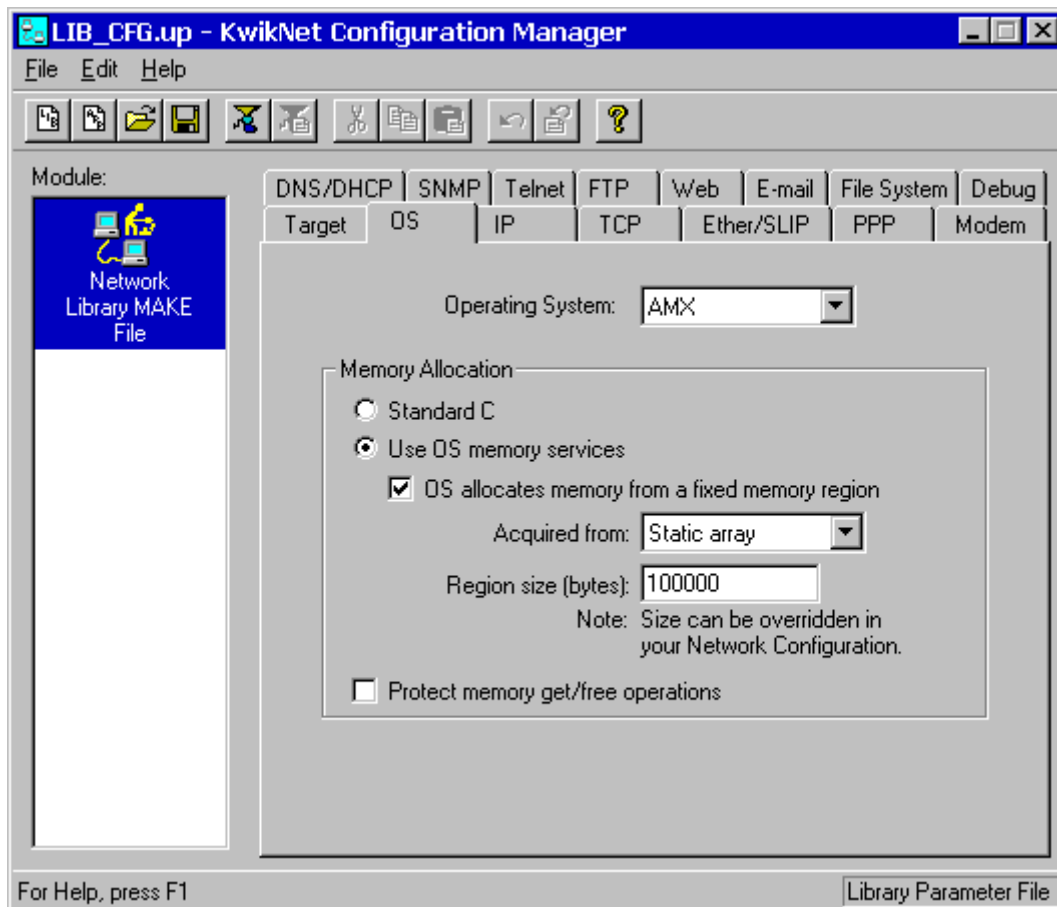 LIB_CFG.up - KwikNet Configuration Manager
File Edit Help
Module:
Network
Library MAKE
File
DNS/DHCP SNMP Telnet FTP Web E-mail File System Debug
Target OS IP TCP Ether/SLIP PPP Modem
Operating System: AMX
Memory Allocation
Standard C
Use OS memory services
OS allocates memory from a fixed memory region
Acquired from: Static array
Region size (bytes): 100000
Note: Size can be overridden in
your Network Configuration.
Protect memory get/free operations
For Help, press F1
Library Parameter File